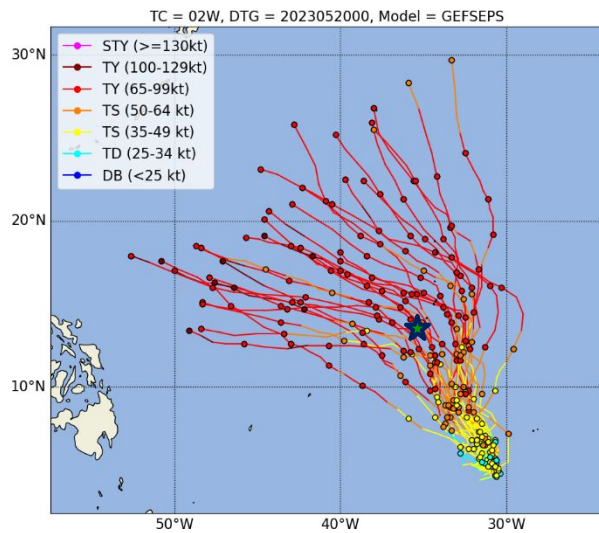 TC = 02W, DTG = 2023052000, Model = GEFSEPS
STY (>=130kt)
TY (100-129kt)
TY (65-99kt)
TS (50-64 kt)
TS (35-49 kt)
TD (25-34 kt)
DB (<25 kt)
30°N
20°N
10°N
50°W
40°W
30°W